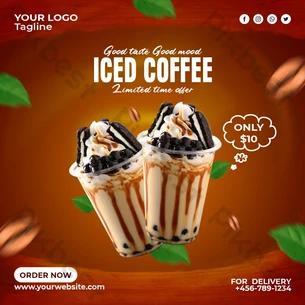 YOUR LOGO
Tagline
Good taste Good mood
ICED COFFEE
Limited time offer
ONLY
$10
ORDER NOW
www.yourwebsite.com
FOR DELIVERY
+456-789-1234